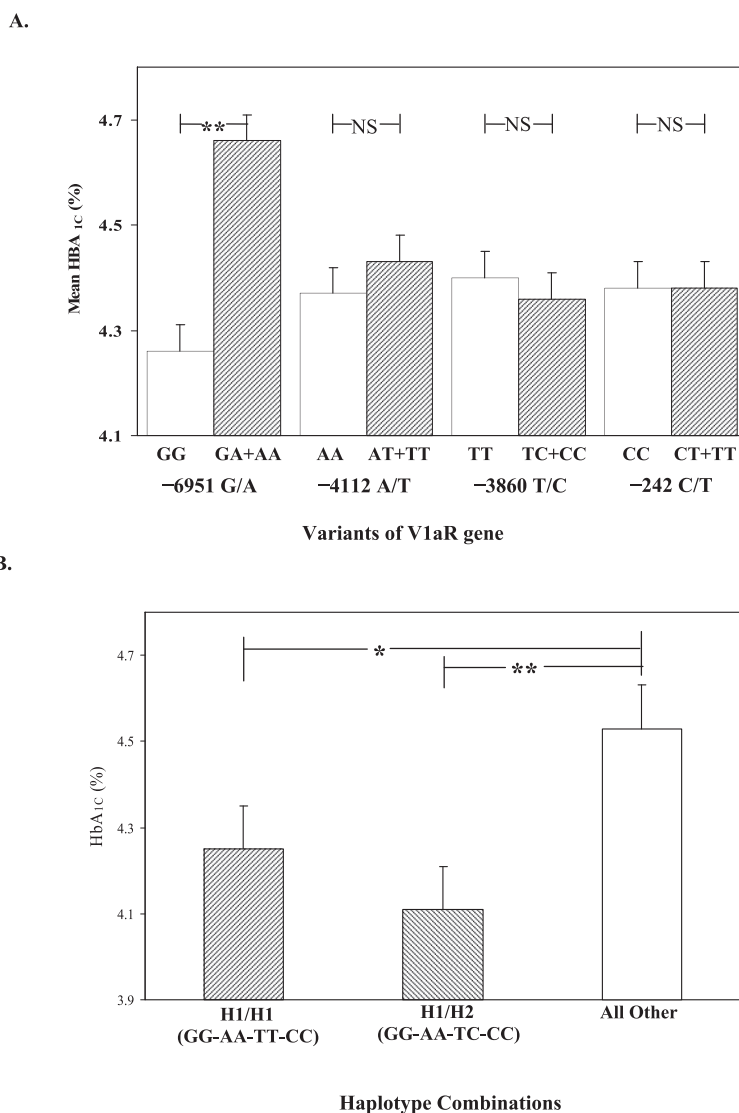 A.
4.7
4.5
4.3
4.1
Mean HBA 1C (%)
**
NS
NS
NS
GG GA+AA AA AT+TT TT TC+CC CC CT+TT
−6951 G/A −4112 A/T −3860 T/C −242 C/T
Variants of V1aR gene
B.
4.7
4.5
4.3
4.1
3.9
HbA1C (%)
*
**
H1/H1 H1/H2 All Other
(GG-AA-TT-CC) (GG-AA-TC-CC)
Haplotype Combinations